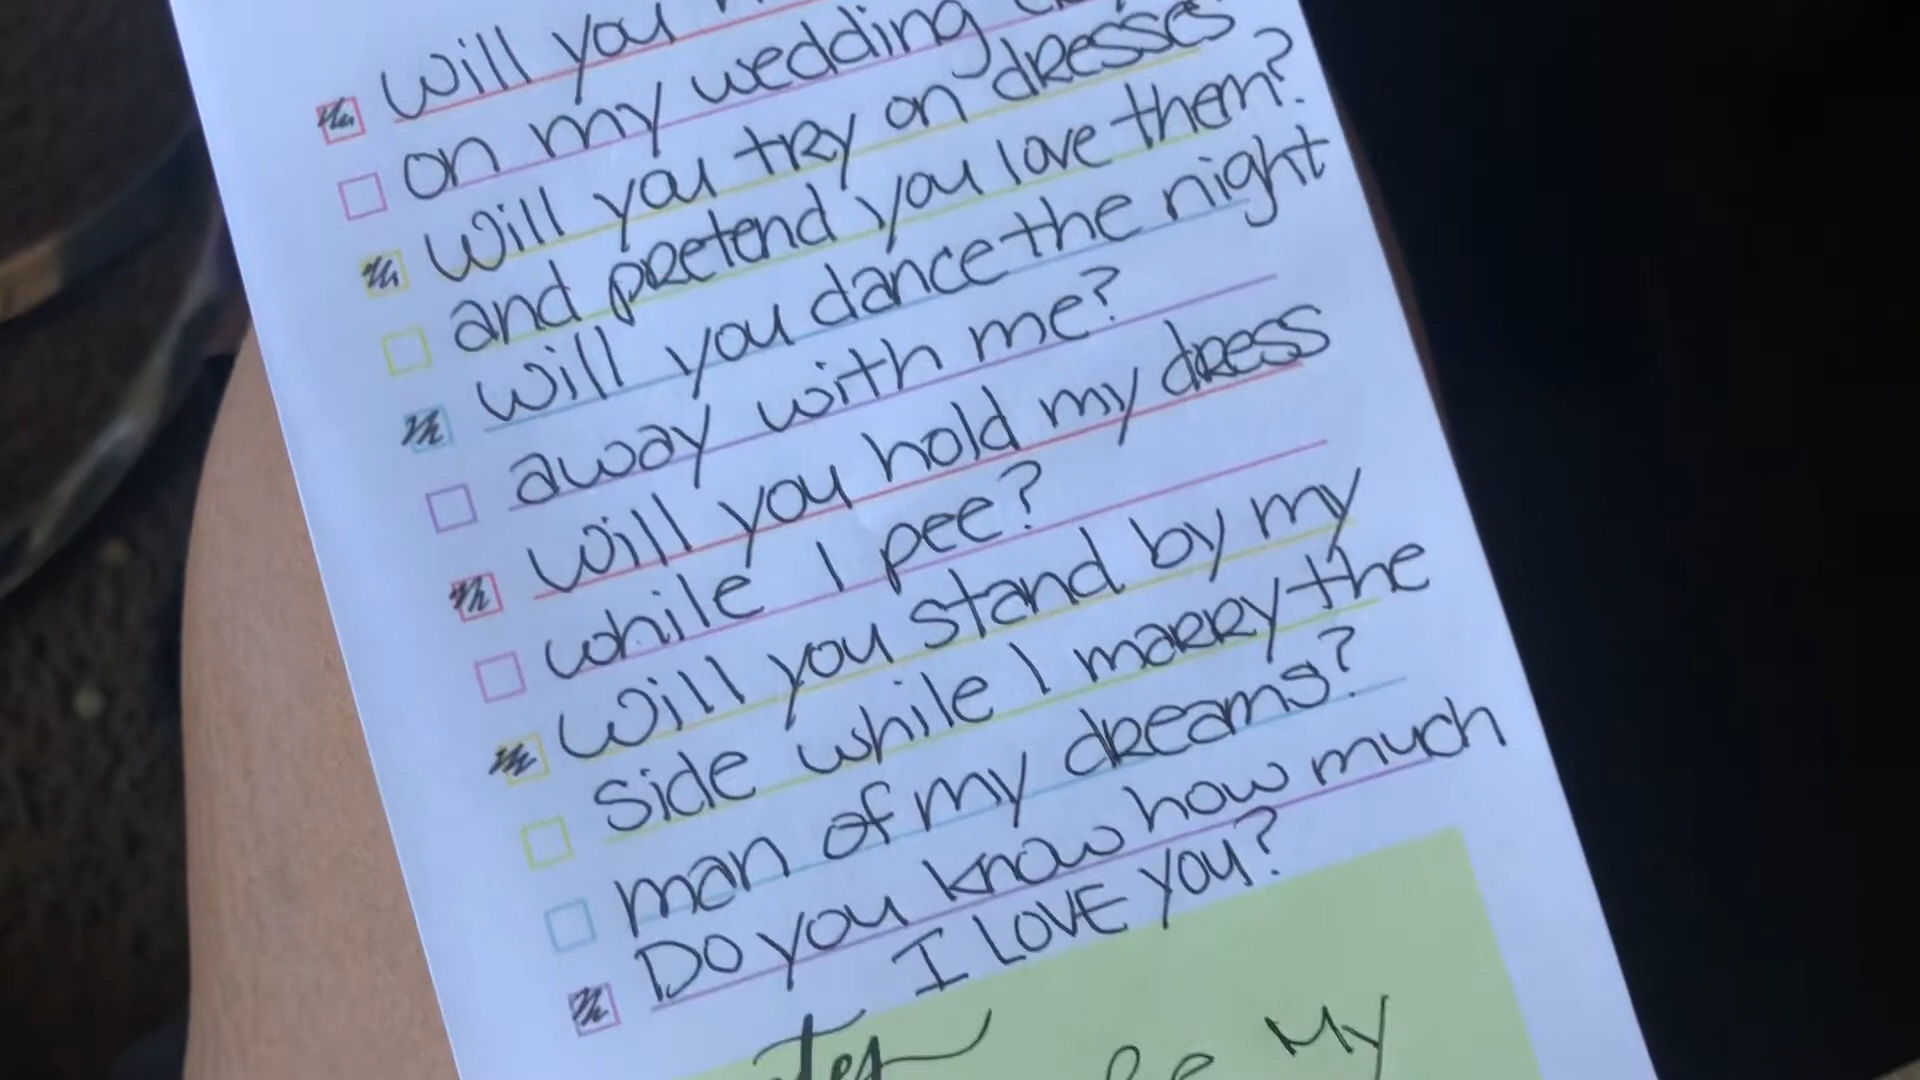 Will you
on my wedding
Will you try on dresses
and pretend you love them?
Will you dance the night
away with me?
Will you hold my dress
while I pee?
Will you stand by my
side while I marry the
man of my dreams?
Do you know how much
I LOVE YOU?
Be My